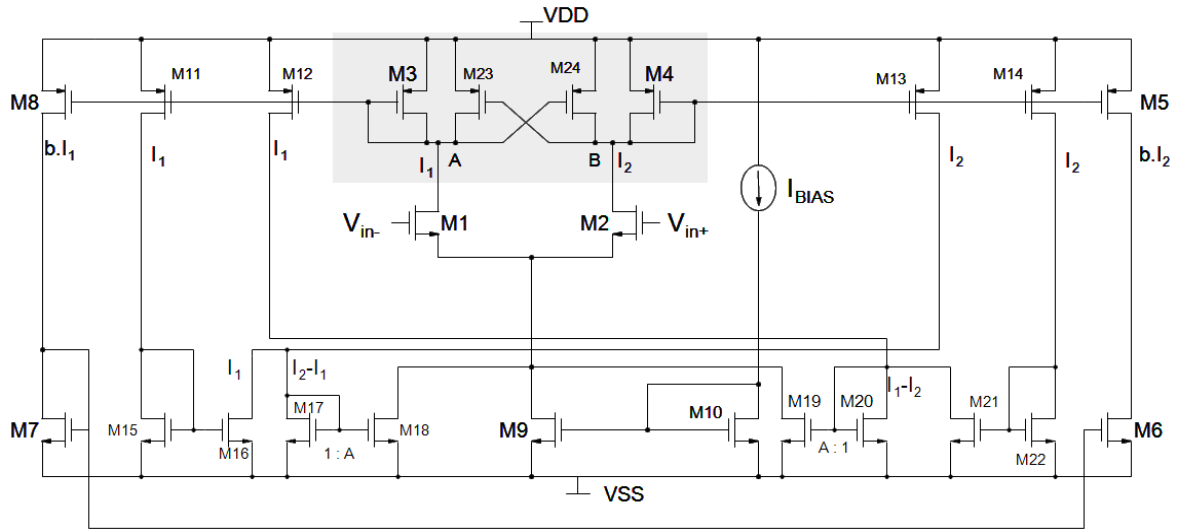 VDD
M11
M12
M3
M23
M24
M4
M13
M14
M8
M5
b.I1
I1
I1
I1
A
B
I2
I2
I2
b.I2
IBIAS
Vin-
M1
M2
Vin+
I1
I2-I1
I1-I2
M7
M15
M16
M17
M18
M9
M10
M19
M20
M21
M22
M6
1 : A
A : 1
VSS